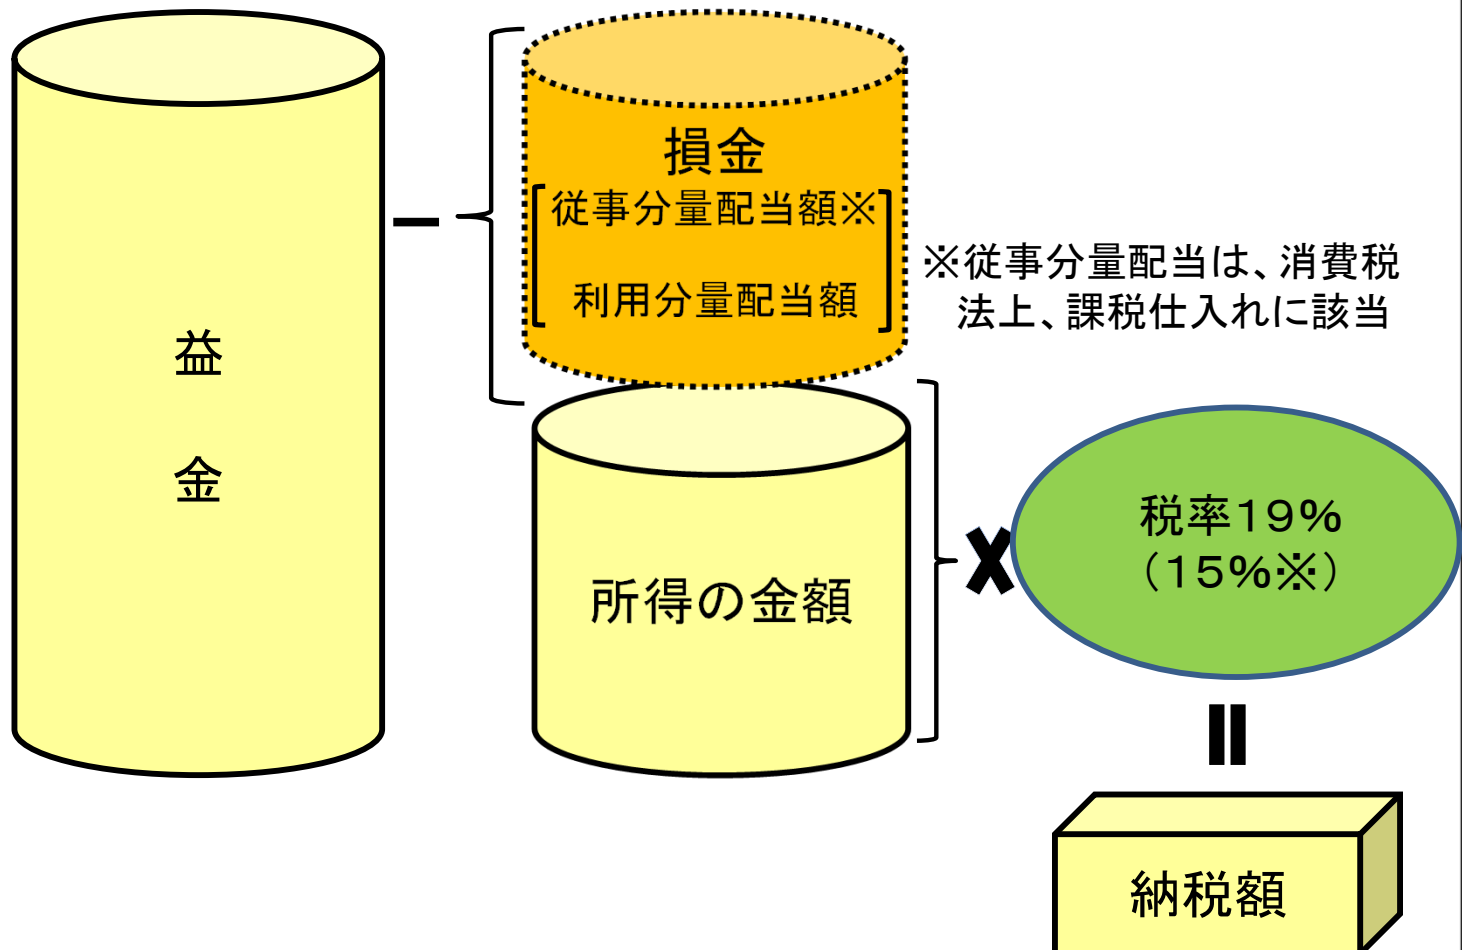 益
金
－
損金
従事分量配当額※
利用分量配当額
※従事分量配当は、消費税
法上、課税仕入れに該当
所得の金額
×
税率１９％
（１５％※）
＝
納税額